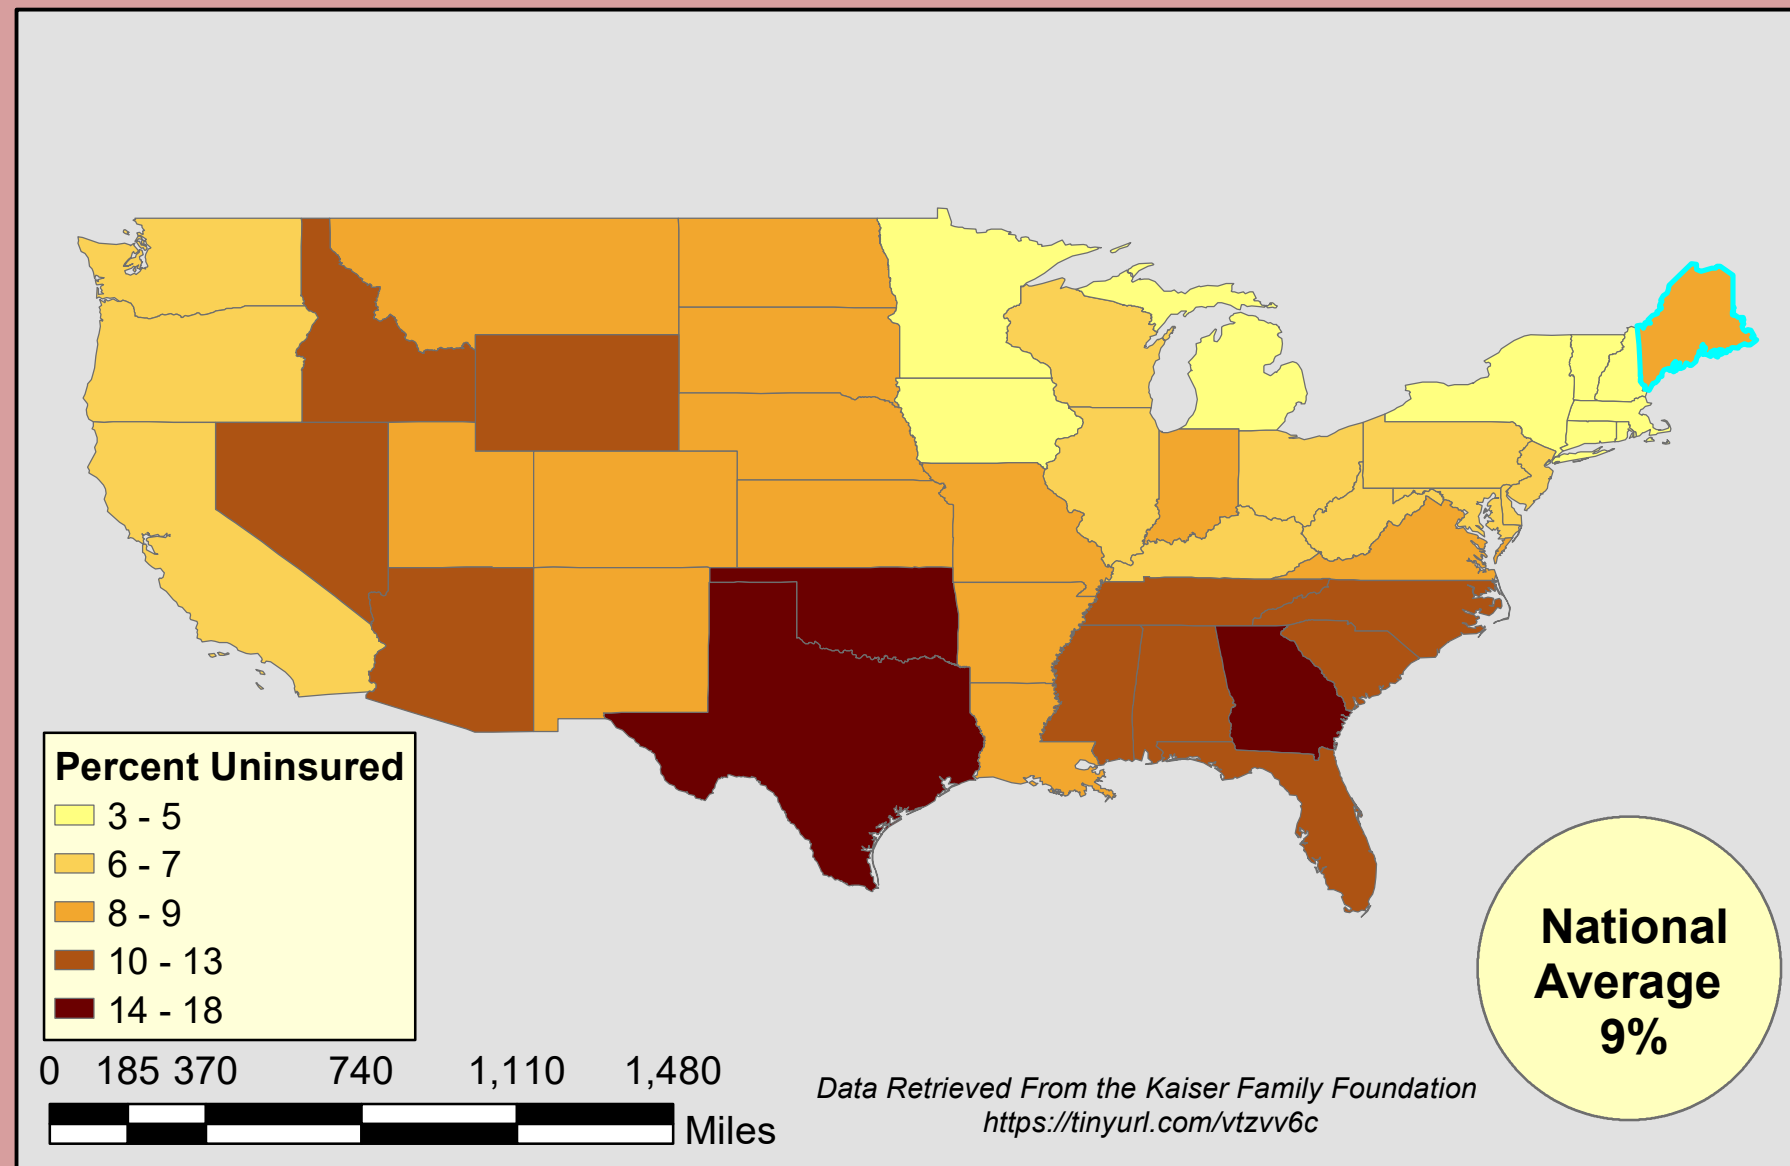 Percent Uninsured
3 - 5
6 - 7
8 - 9
10 - 13
14 - 18
0 185 370 740 1,110 1,480
Miles
Data Retrieved From the Kaiser Family Foundation
https://tinyurl.com/vtzvv6c
National
Average
9%